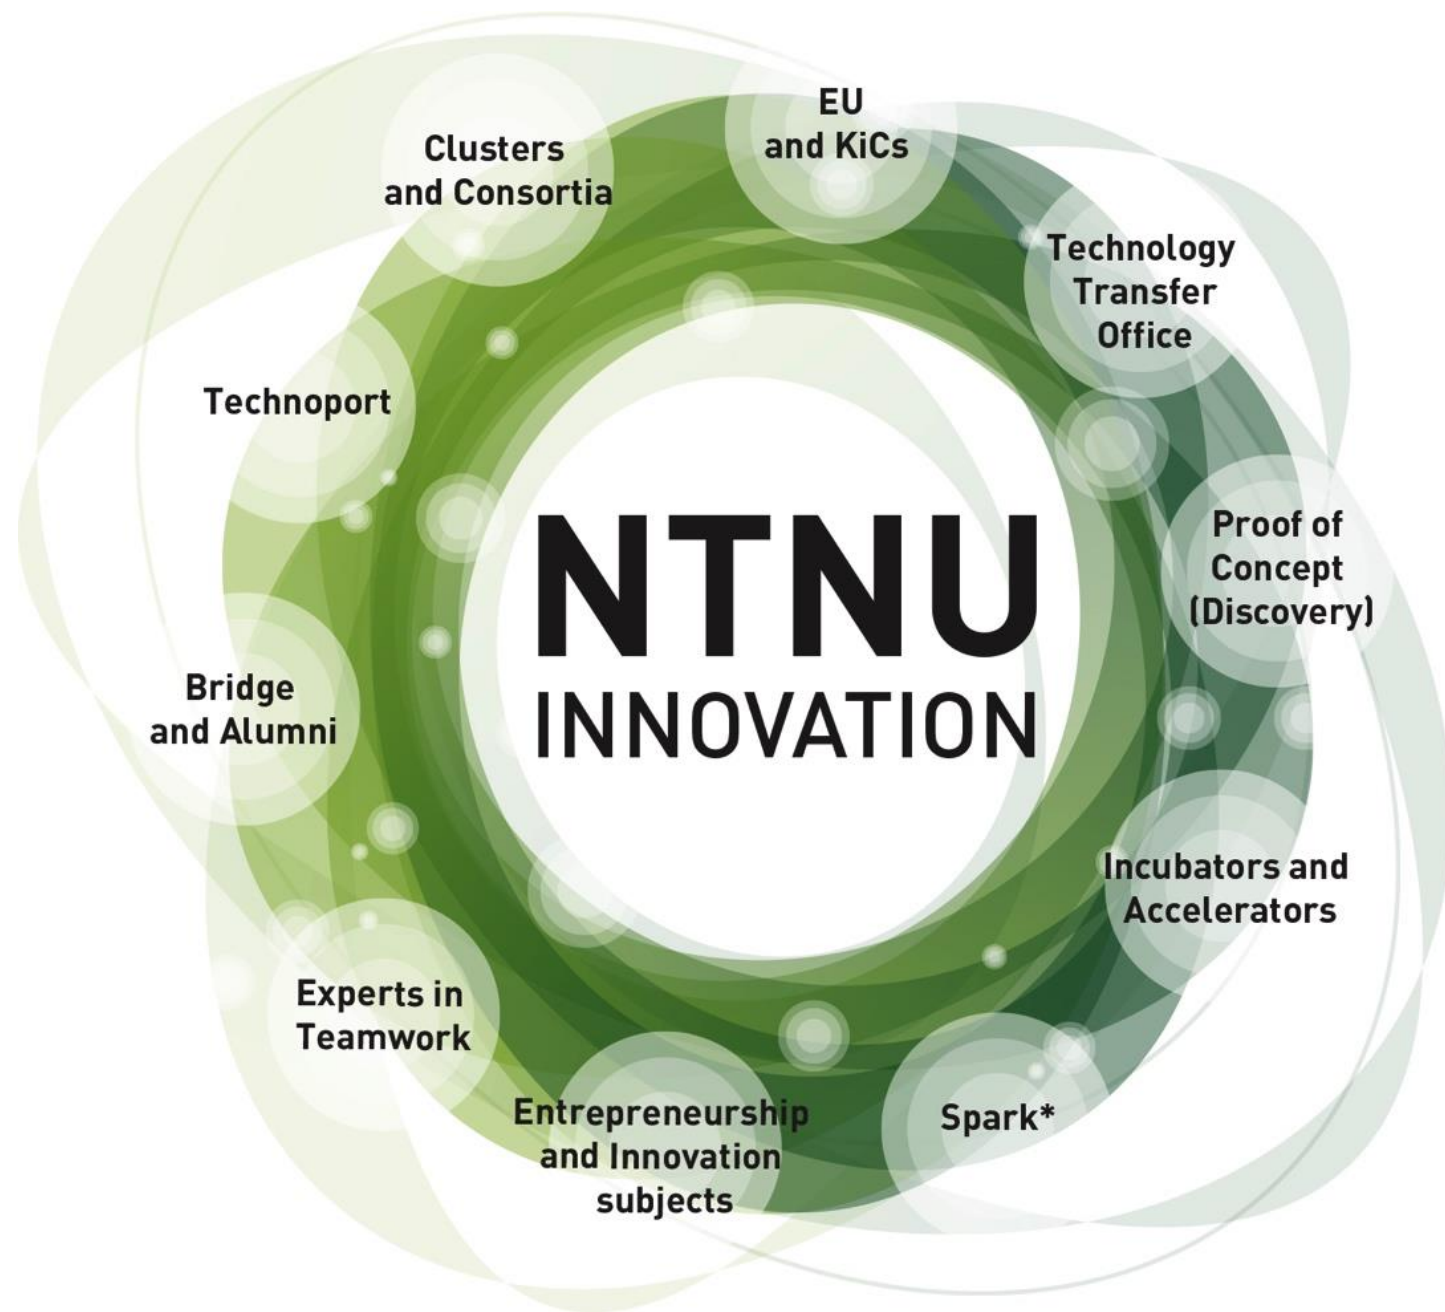 EU
and KiCs
Clusters
and Consortia
Technology
Transfer
Office
Technoport
Proof of
Concept
(Discovery)
NTNU
INNOVATION
Bridge
and Alumni
Incubators and
Accelerators
Experts in
Teamwork
Entrepreneurship
and Innovation
subjects
Spark*